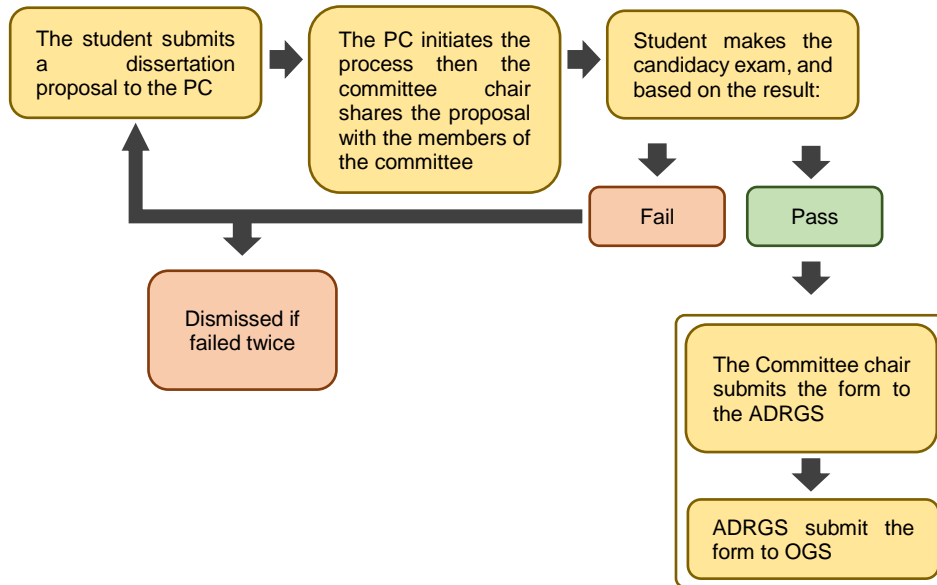 The student submits
a dissertation
proposal to the PC
The PC initiates the
process then the
committee chair
shares the proposal
with the members of
the committee
Student makes the
candidacy exam, and
based on the result:
Fail
Pass
Dismissed if
failed twice
The Committee chair
submits the form to
the ADRGS
ADRGS submit the
form to OGS